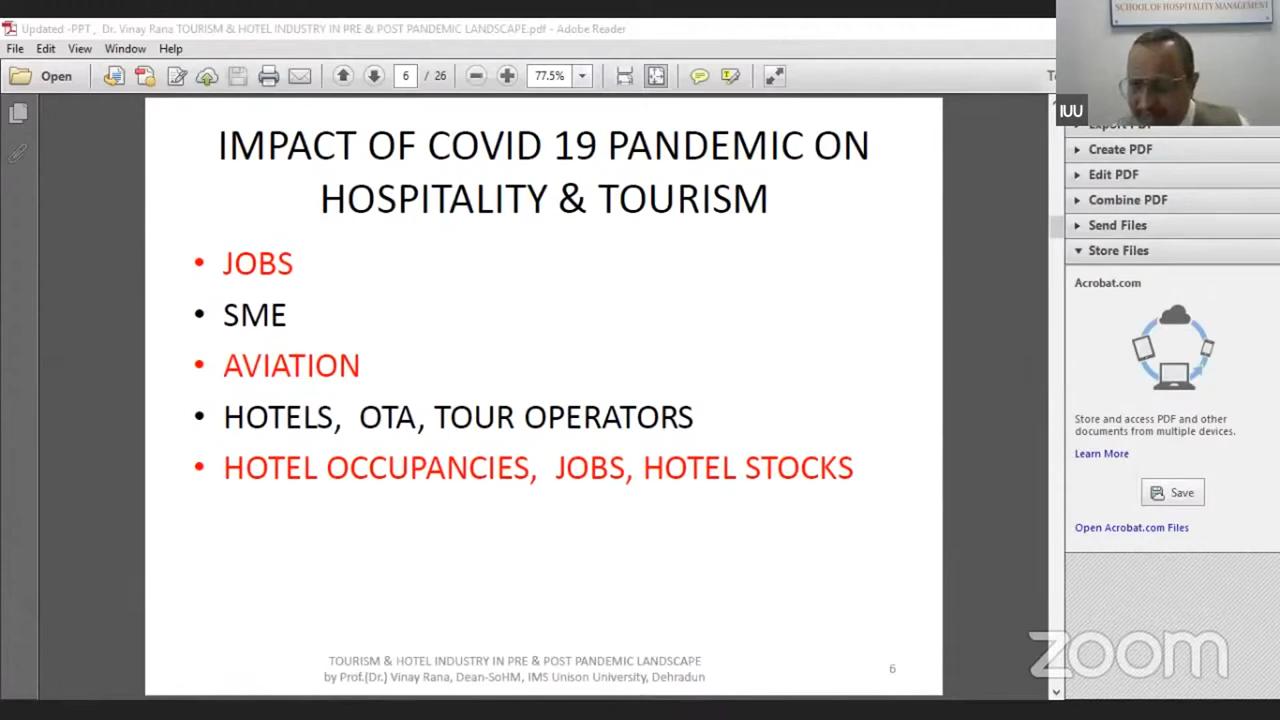 Updated -PPT , Dr. Vinay Rana TOURISM & HOTEL INDUSTRY IN PRE & POST PANDEMIC LANDSCAPE.pdf - Adobe Reader
SCHOOL OF HOSPITALITY MANAGEMENT
File Edit View Window Help
Open 6 / 26 77.5%
IUU
IMPACT OF COVID 19 PANDEMIC ON
HOSPITALITY & TOURISM
• JOBS
• SME
• AVIATION
• HOTELS, OTA, TOUR OPERATORS
• HOTEL OCCUPANCIES, JOBS, HOTEL STOCKS
TOURISM & HOTEL INDUSTRY IN PRE & POST PANDEMIC LANDSCAPE
by Prof.(Dr.) Vinay Rana, Dean-SoHM, IMS Unison University, Dehradun
6
Export PDF
Create PDF
Edit PDF
Combine PDF
Send Files
Store Files
Acrobat.com
Store and access PDF and other
documents from multiple devices.
Learn More
Save
Open Acrobat.com Files
zoom